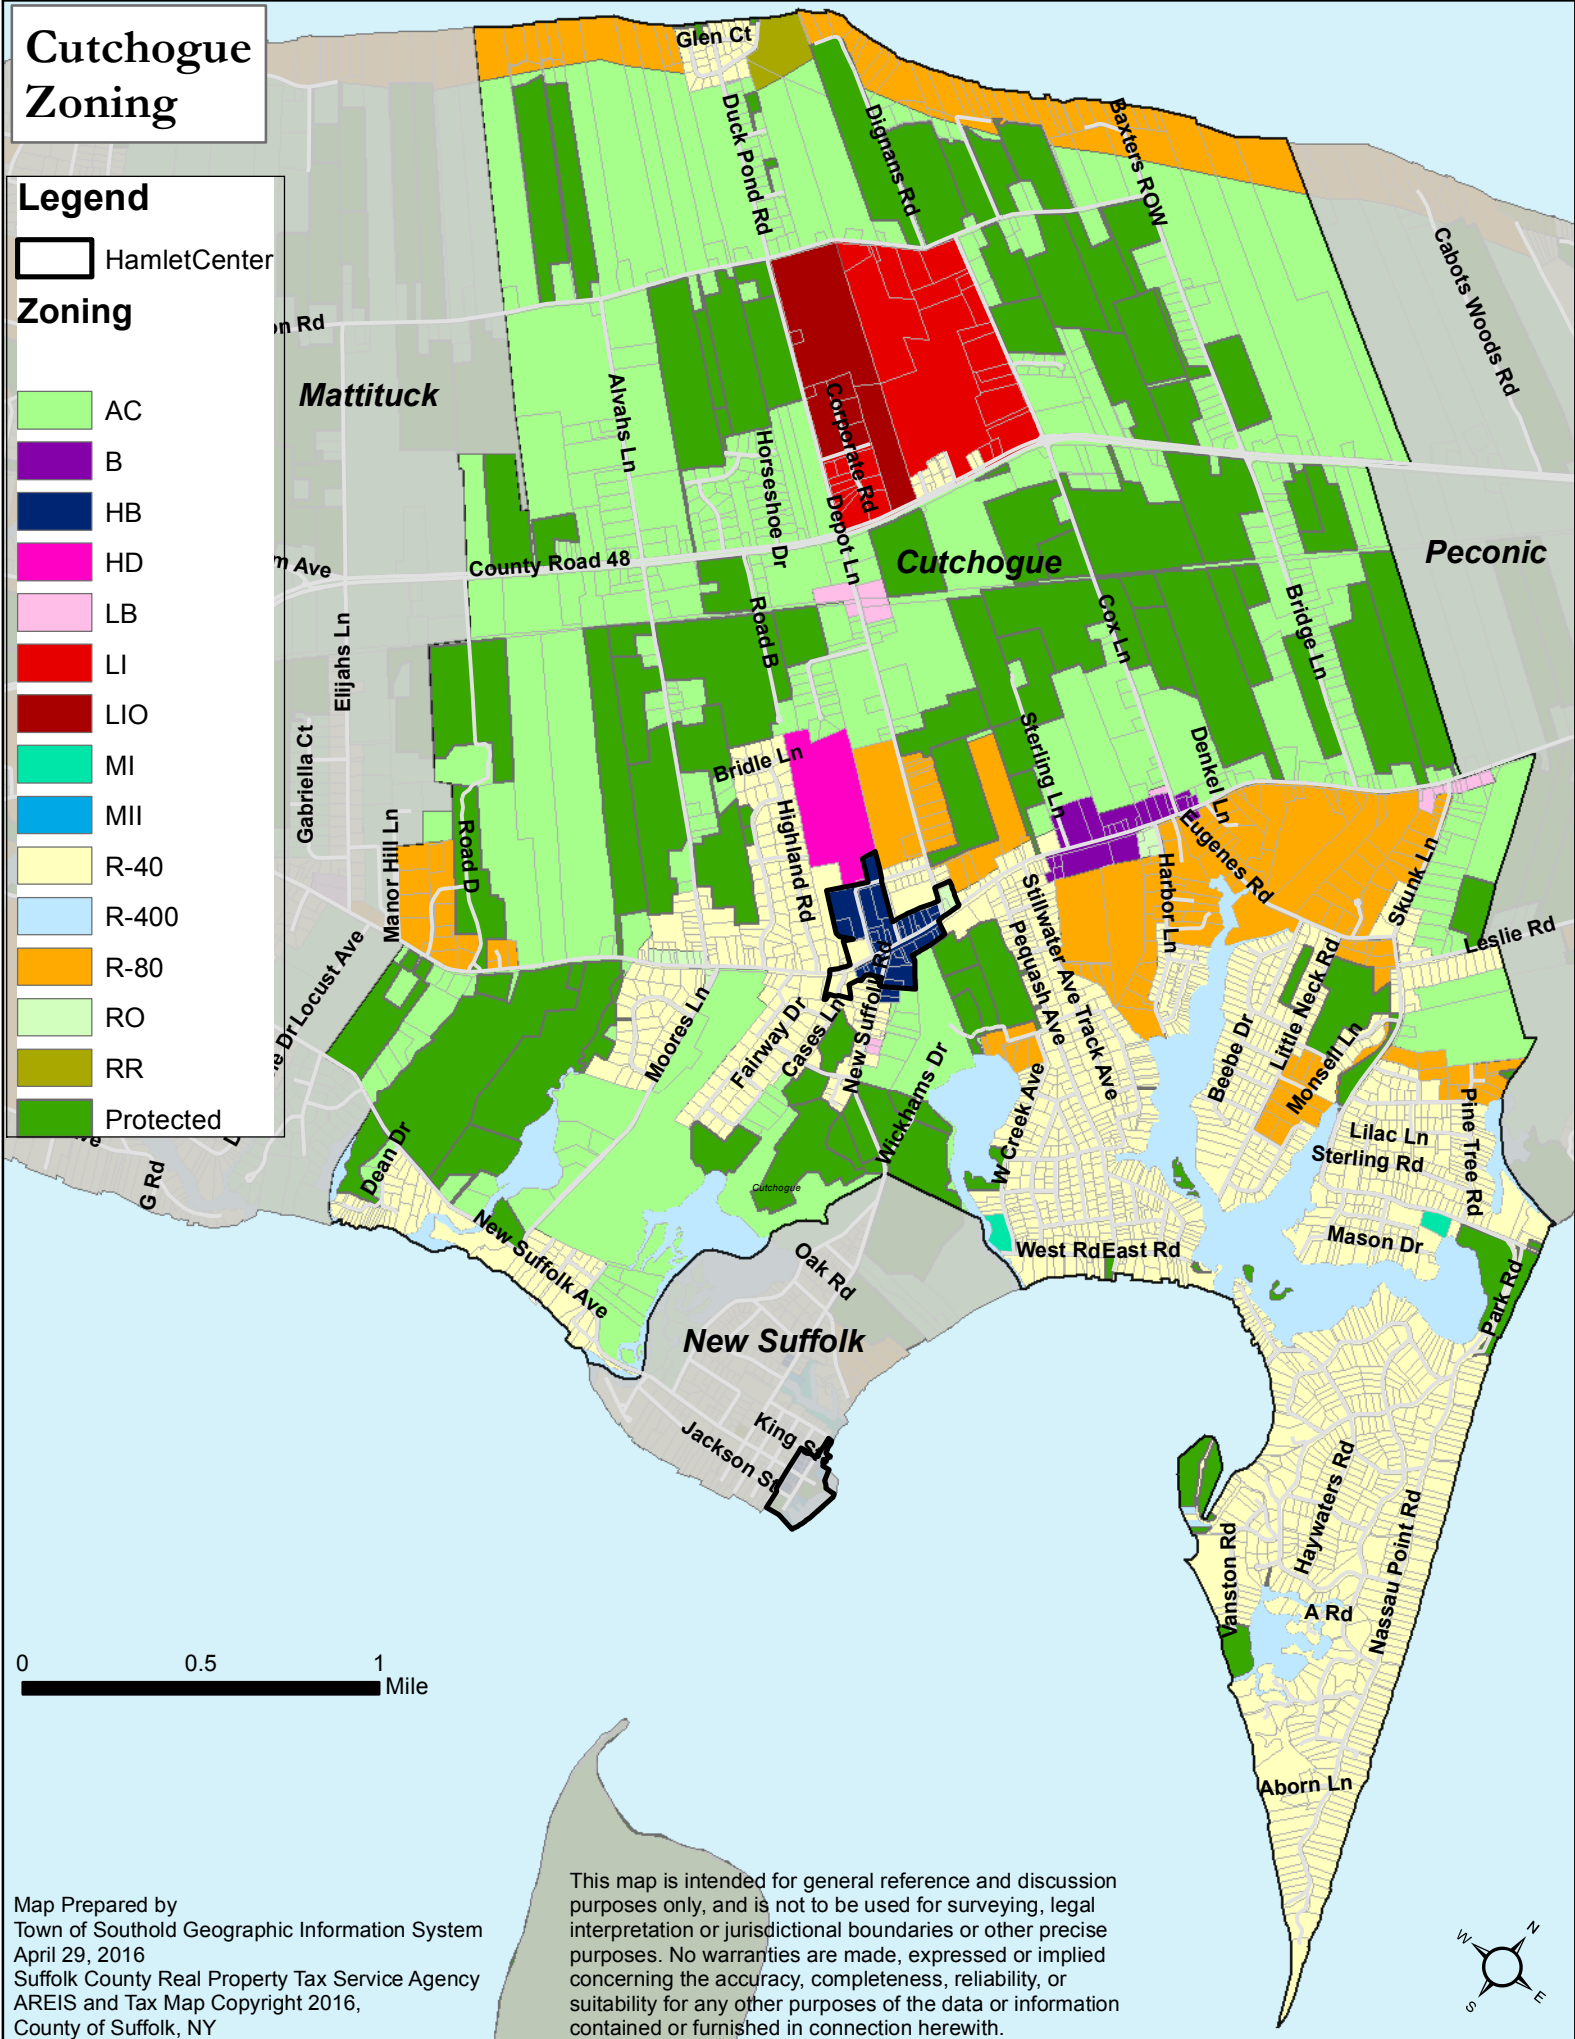 Cutchogue
Zoning
Legend
HamletCenter
Zoning
AC
B
HB
HD
LB
LI
LIO
MI
MII
R-40
R-400
R-80
RO
RR
Protected
Glen Ct
Duck Pond Rd
Dignans Rd
Baxters ROW
Cabots Woods Rd
on Rd
Mattituck
Alvahs Ln
Horseshoe Dr
Corporate Rd
Depot Ln
County Road 48
Cutchogue
Peconic
Elijahs Ln
Road B
Cox Ln
Bridge Ln
Gabriella Ct
Manor Hill Ln
Road D
Bridle Ln
Highland Rd
Sterling Ln
Denkel Ln
Eugenes Rd
Harbor Ln
Skunk Ln
Leslie Rd
Locust Ave
Moores Ln
Fairway Dr
Cases Ln
New Suffolk Rd
Wickhams Dr
Stillwater Ave
Pequash Ave
Track Ave
W Creek Ave
Beebe Dr
Little Neck Rd
Monsell Ln
Lilac Ln
Sterling Rd
Pine Tree Rd
Mason Dr
Park Rd
West Rd
East Rd
G Rd
Dean Dr
Cutchogue
New Suffolk Ave
Oak Rd
New Suffolk
King St
Jackson St
Haywaters Rd
Vanston Rd
Nassau Point Rd
A Rd
Aborn Ln
0 0.5 1
Mile
Map Prepared by
Town of Southold Geographic Information System
April 29, 2016
Suffolk County Real Property Tax Service Agency
AREIS and Tax Map Copyright 2016,
County of Suffolk, NY
This map is intended for general reference and discussion
purposes only, and is not to be used for surveying, legal
interpretation or jurisdictional boundaries or other precise
purposes. No warranties are made, expressed or implied
concerning the accuracy, completeness, reliability, or
suitability for any other purposes of the data or information
contained or furnished in connection herewith.
N
W
S
E